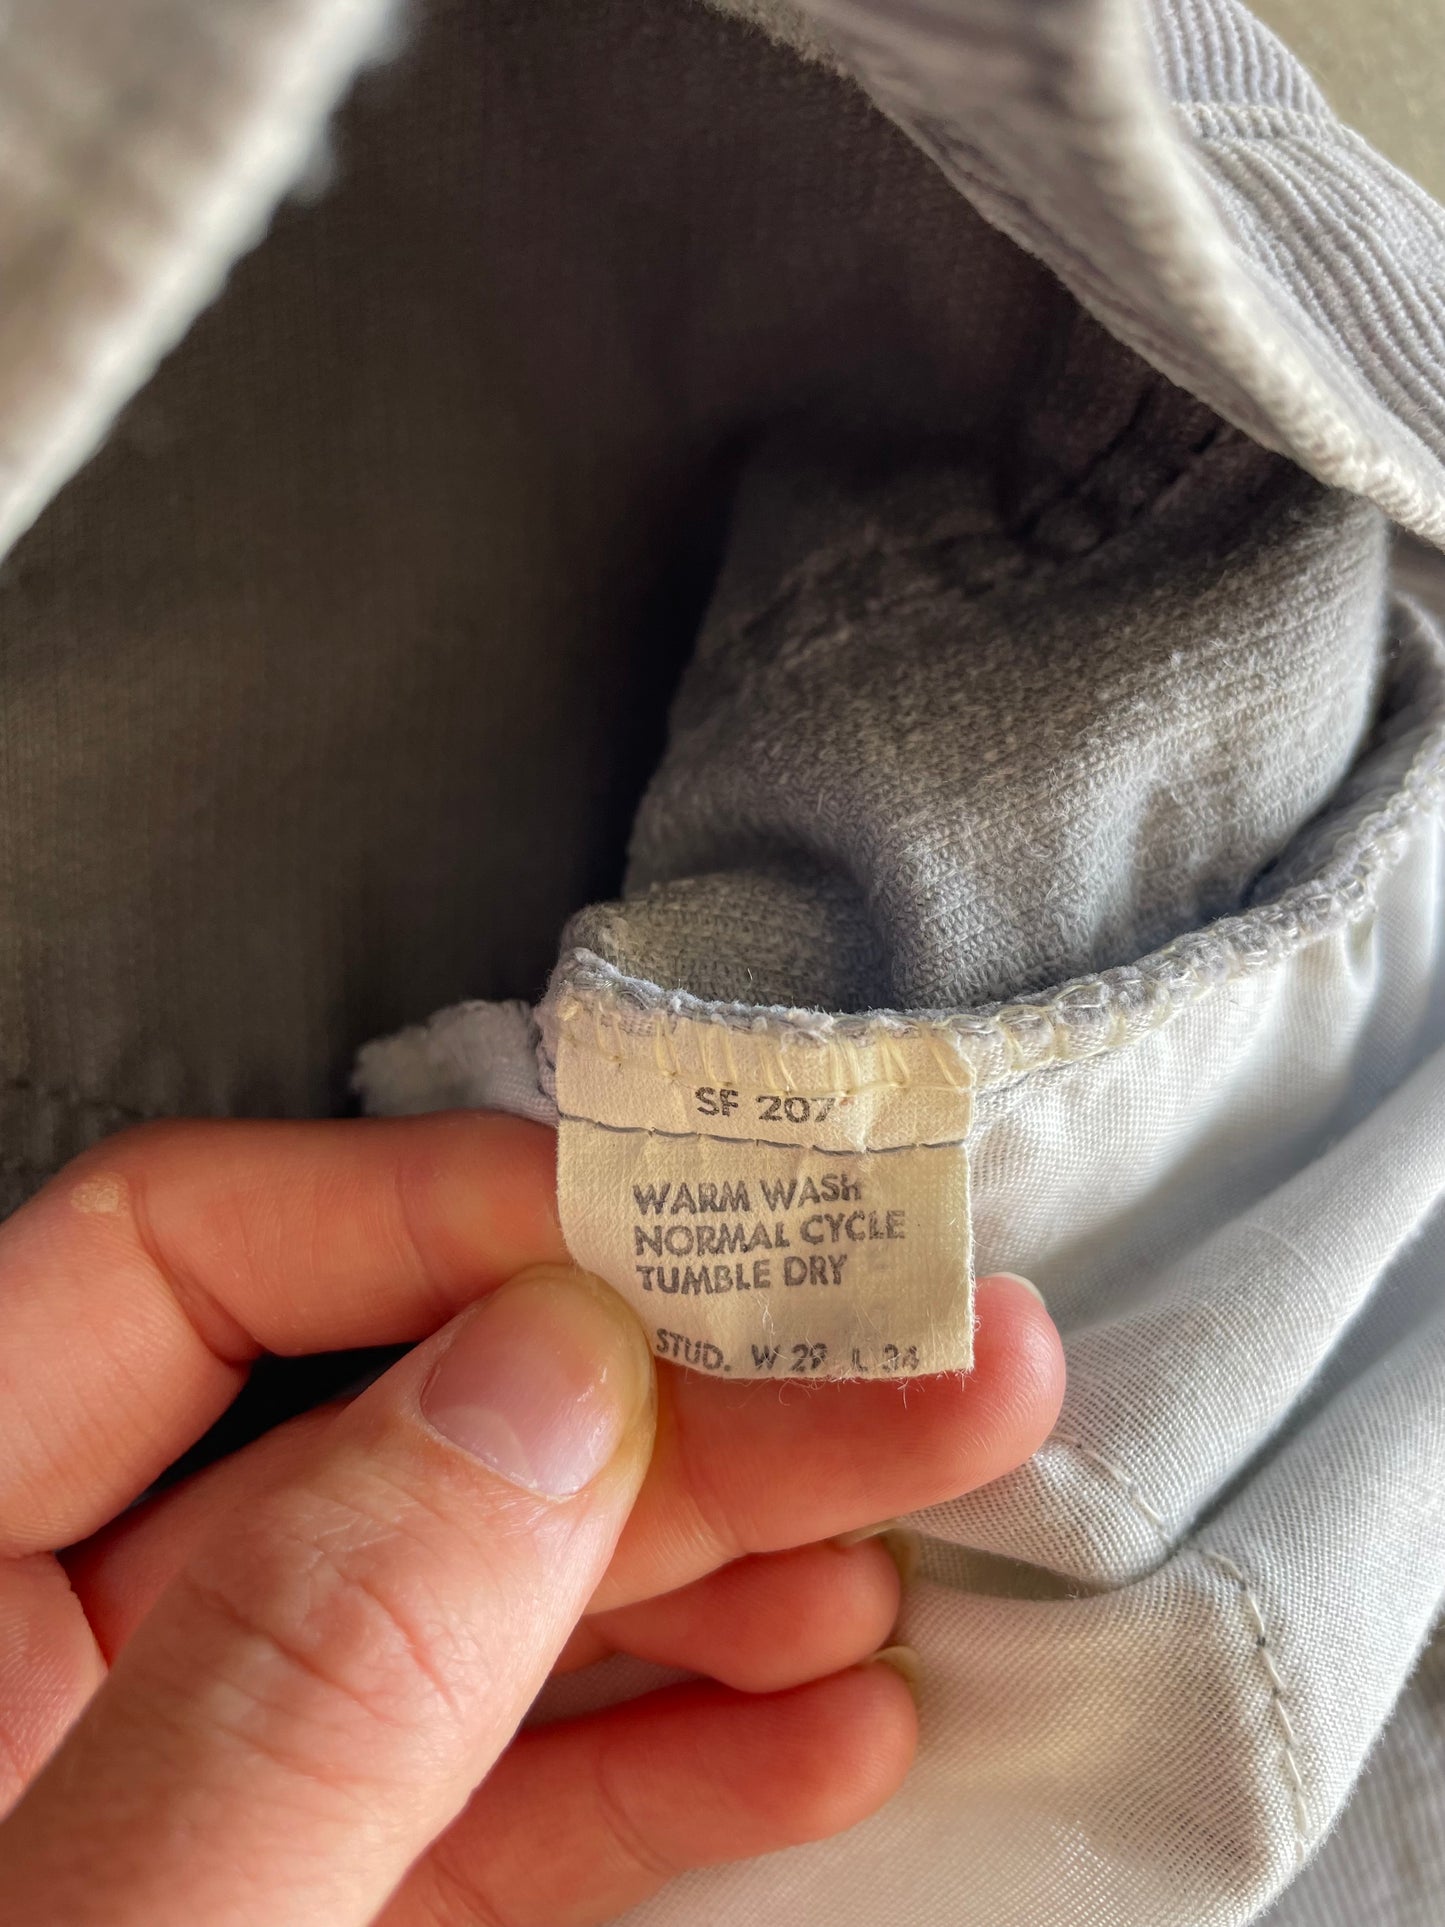 SF 207
WARM WASH
NORMAL CYCLE
TUMBLE DRY
STUD. W 29 L 34